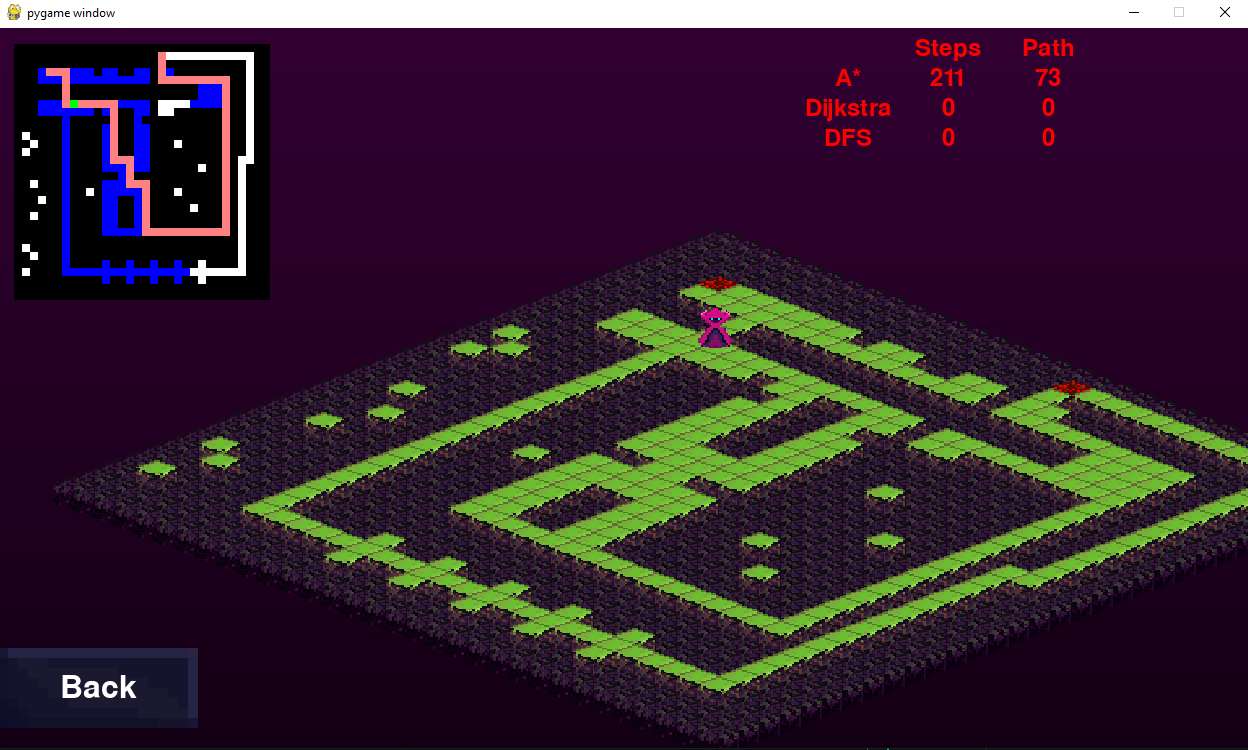 pygame window
Steps Path
A* 211 73
Dijkstra 0 0
DFS 0 0
Back